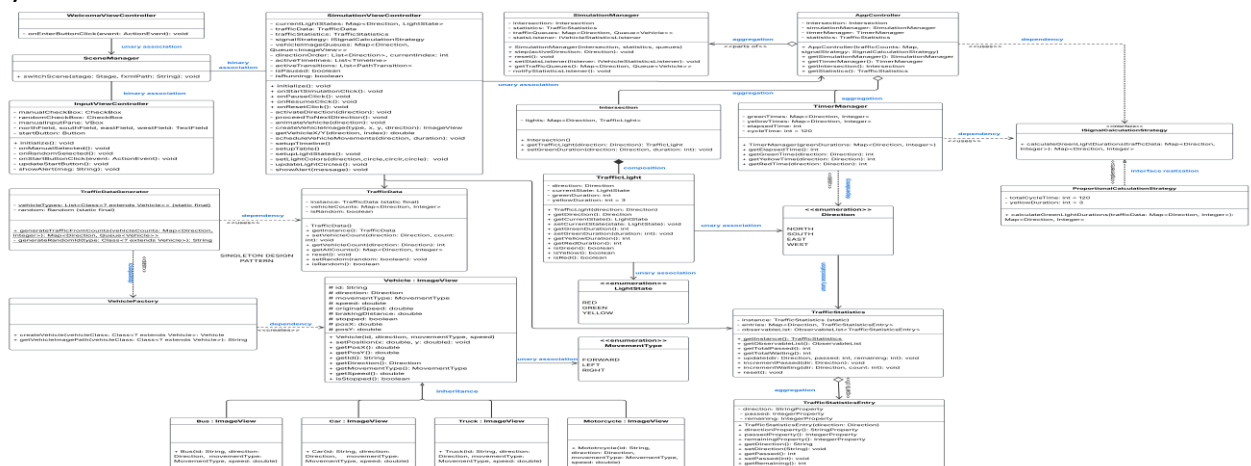 WelcomeViewController
- onEnterButtonClick(event: ActionEvent): void
unary association
SceneManager
+ switchScene(stage: Stage, fxmlPath: String): void
binary association
InputViewController
- manualCheckBox: CheckBox
- randomCheckBox: CheckBox
- manualInputPane: VBox
- northField, southField, eastField, westField: TextField
- startButton: Button
+ initialize(): void
- onManualSelected(): void
- onRandomSelected(): void
- onStartButtonClick(event: ActionEvent): void
- updateStartButton(): void
- showAlert(msg: String): void
binary
association
SimulationViewController
- currentLightStates: Map<Direction, LightState>
- trafficData: TrafficData
- trafficStatistics: TrafficStatistics
- signalStrategy: ISignalCalculationStrategy
- vehicleImageQueues: Map<Direction,
Queue<ImageView>>
- directionOrder: List<Direction>, currentIndex: int
- activeTimelines: List<Timeline>
- activeTransitions: List<PathTransition>
- isPaused: boolean
- isRunning: boolean
+ initialize(): void
- onStartSimulationClick(): void
- onPauseClick(): void
- onResumeClick(): void
- onResetClick(): void
- activateDirection(direction): void
- proceedToNextDirection(): void
- animateVehicle(direction): void
- createVehicleImage(type, x, y, direction): ImageView
- getVehicleX/Y(direction, index): double
- scheduleVehicleMovements(direction, duration): void
- setupTimeline()
- setupTable()
- setupLightStates(): void
- setLightColors(direction,circle,circle,circle): void
- updateLightCircles(): void
- showAlert(message): void
SimulationManager
- intersection: Intersection
- statistics: TrafficStatistics
- trafficQueues: Map<Direction, Queue<Vehicle>>
- statsListener: IVehicleStatisticsListener
+ SimulationManager(intersection, statistics, queues)
+ step(activeDirection: Direction): void
+ reset(): void
+ setStatsListener(listener: IVehicleStatisticsListener): void
+ getTrafficQueues(): Map<Direction, Queue<Vehicle>>
- notifyStatisticsListener(): void
<<parts of>>
aggregation
AppController
- intersection: Intersection
- simulationManager: SimulationManager
- timerManager: TimerManager
- statistics: TrafficStatistics
+ AppController(trafficCounts: Map,
signalStrategy: ISignalCalculationStrategy)
+ getSimulationManager(): SimulationManager
+ getTimerManager(): TimerManager
+ getIntersection(): Intersection
+ getStatistics(): TrafficStatistics
<<uses>>
dependency
unary association
aggregation
aggregation
Intersection
- lights: Map<Direction, TrafficLight>
+ Intersection()
+ getTrafficLight(direction: Direction): TrafficLight
+ setGreenDuration(direction: Direction, duration: int): void
composition
TimerManager
- greenTimes: Map<Direction, Integer>
- yellowTimes: Map<Direction, Integer>
- elapsedTime: int
- cycleTime: int = 120
+ TimerManager(greenDurations: Map<Direction, Integer>)
+ getElapsedTime(): int
+ getGreenTime(direction: Direction): int
+ getYellowTime(direction: Direction): int
+ getRedTime(direction: Direction): int
dependency
<<uses>>
<<interface>>
ISignalCalculationStrategy
+ calculateGreenLightDurations(trafficData: Map<Direction,
Integer>): Map<Direction, Integer>
interface realization
ProportionalCalculationStrategy
- totalCycleTime: int = 120
- yellowDuration: int = 3
+ calculateGreenLightDurations(trafficData: Map<Direction, Integer>):
Map<Direction, Integer>
TrafficDataGenerator
- vehicleTypes: List<Class<? extends Vehicle>> (static final)
- random: Random (static final)
+ generateTrafficFromCounts(vehicleCounts: Map<Direction,
Integer>): Map<Direction, Queue<Vehicle>>
- generateRandomId(type: Class<? extends Vehicle>): String
dependency
<<uses>>
SINGLETON DESIGN
PATTERN
TrafficData
- instance: TrafficData (static final)
- vehicleCounts: Map<Direction, Integer>
- isRandom: boolean
- TrafficData()
+ getInstance(): TrafficData
+ setVehicleCount(direction: Direction, count:
int): void
+ getVehicleCount(direction: Direction): int
+ getAllCounts(): Map<Direction, Integer>
+ reset(): void
+ setRandom(random: boolean): void
+ isRandom(): boolean
TrafficLight
- direction: Direction
- currentState: LightState
- greenDuration: int
- yellowDuration: int = 3
+ TrafficLight(direction: Direction)
+ getDirection(): Direction
+ getCurrentState(): LightState
+ setCurrentState(state: LightState): void
+ getGreenDuration(): int
+ setGreenDuration(duration: int): void
+ getYellowDuration(): int
+ getRedDuration(): int
+ isGreen(): boolean
+ isYellow(): boolean
+ isRed(): boolean
unary association
<<enumeration>>
Direction
NORTH
SOUTH
EAST
WEST
unary association
<<enumeration>>
LightState
RED
GREEN
YELLOW
VehicleFactory
+ createVehicle(vehicleClass: Class<? extends Vehicle>): Vehicle
+ getVehicleImagePath(vehicleClass: Class<? extends Vehicle>): String
dependency
<<creates>>
Vehicle : ImageView
# id: String
# direction: Direction
# movementType: MovementType
# speed: double
# originalSpeed: double
# brakingDistance: double
# stopped: boolean
# posX: double
# posY: double
+ Vehicle(id, direction, movementType, speed)
+ setPosition(x: double, y: double): void
+ getPosX(): double
+ getPosY(): double
+ getId(): String
+ getDirection(): Direction
+ getMovementType(): MovementType
+ getSpeed(): double
+ isStopped(): boolean
unary association
<<enumeration>>
MovementType
FORWARD
LEFT
RIGHT
TrafficStatistics
- instance: TrafficStatistics (static)
- entries: Map<Direction, TrafficStatisticsEntry>
- observableList: ObservableList<TrafficStatisticsEntry>
+ getInstance(): TrafficStatistics
+ getObservableList(): ObservableList
+ getTotalPassed(): int
+ getTotalWaiting(): int
+ update(dir: Direction, passed: int, remaining: int): void
+ incrementPassed(dir: Direction): void
+ incrementWaiting(dir: Direction, count: int): void
+ reset(): void
aggregation
inheritance
Bus : ImageView
+ Bus(id: String, direction:
Direction, movementType:
MovementType, speed: double)
Car : ImageView
+ Car(id: String, direction:
Direction, movementType:
MovementType, speed: double)
Truck : ImageView
+ Truck(id: String, direction:
Direction, movementType:
MovementType, speed: double)
Motorcycle : ImageView
+ Motorcycle(id: String,
direction: Direction,
movementType: MovementType,
speed: double)
TrafficStatisticsEntry
- direction: StringProperty
- passed: IntegerProperty
- remaining: IntegerProperty
+ TrafficStatisticsEntry(direction: Direction)
+ directionProperty(): StringProperty
+ passedProperty(): IntegerProperty
+ remainingProperty(): IntegerProperty
+ getDirection(): String
+ setDirection(String): void
+ getPassed(): int
+ setPassed(int): void
+ getRemaining(): int